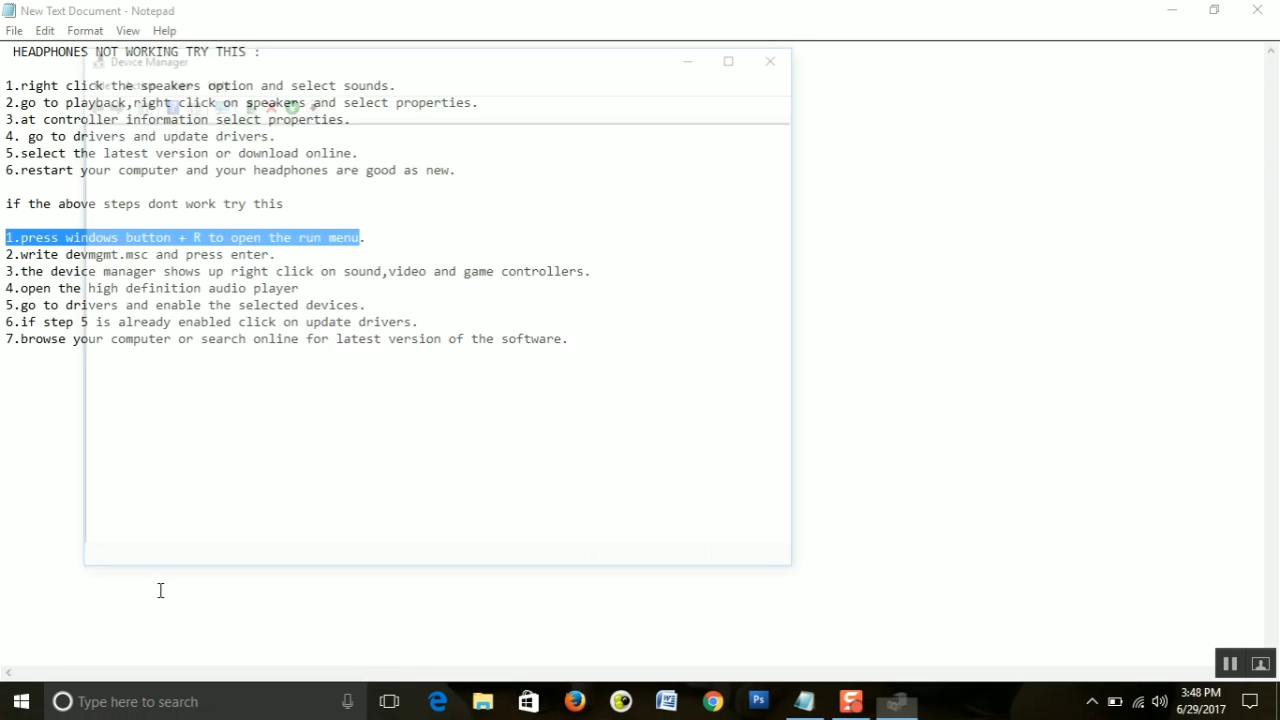 New Text Document - Notepad
File Edit Format View Help
HEADPHONES NOT WORKING TRY THIS :
Device Manager
1.right click the speakers option and select sounds.
2.go to playback,right click on speakers and select properties.
3.at controller information select properties.
4. go to drivers and update drivers.
5.select the latest version or download online.
6.restart your computer and your headphones are good as new.
if the above steps dont work try this
1.press windows button + R to open the run menu.
2.write devmgmt.msc and press enter.
3.the device manager shows up right click on sound,video and game controllers.
4.open the high definition audio player
5.go to drivers and enable the selected devices.
6.if step 5 is already enabled click on update drivers.
7.browse your computer or search online for latest version of the software.
Type here to search
3:48 PM
6/29/2017